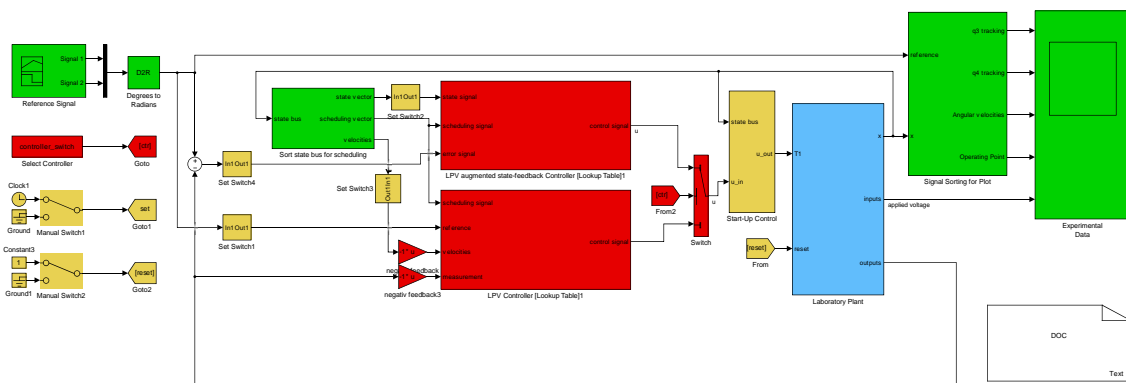 Signal 1
Signal 2
Reference Signal
D2R
Degrees to
Radians
controller_switch
Select Controller
[ctr]
Goto
Clock1
Ground
Manual Switch1
set
Goto1
Constant3
1
Ground1
Manual Switch2
[reset]
Goto2
state bus
state vector
scheduling vector
velocities
Sort state bus for scheduling
In1 Out1
Set Switch2
In1 Out1
Set Switch4
Set Switch3
Out1 In1
In1 Out1
Set Switch1
state signal
scheduling signal
error signal
control signal
u
LPV augmented state-feedback Controller [Lookup Table]1
scheduling signal
reference
velocities
measurement
control signal
LPV Controller [Lookup Table]1
-1* u
-1* u
negativ feedback3
From2
Switch
u
state bus
u_in
u_out
Start-Up Control
[reset]
From
T1
reset
x
inputs
outputs
Laboratory Plant
applied voltage
reference
x
q3 tracking
q4 tracking
Angular velocities
Operating Point
Signal Sorting for Plot
Experimental
Data
DOC
Text